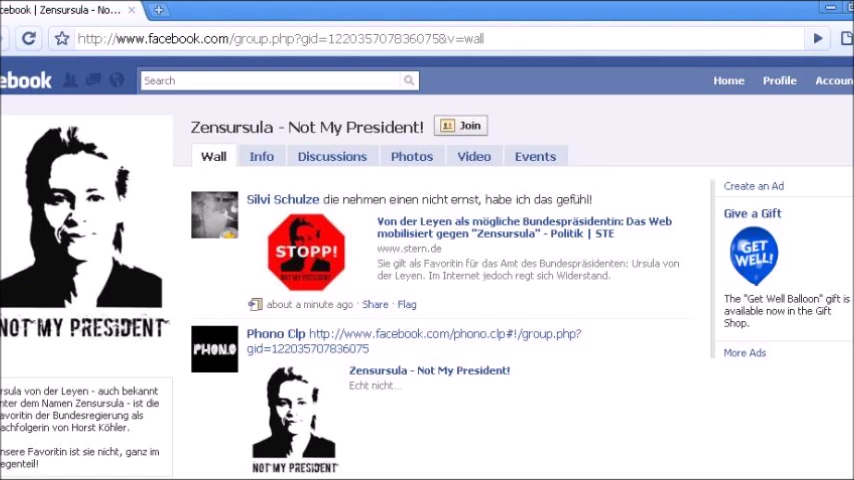 Facebook | Zensursula - No...
http://www.facebook.com/group.php?gid=122035707836075&v=wall
ebook
Search
Home Profile Accoun
Zensursula - Not My President!
Join
Wall Info Discussions Photos Video Events
NOT MY PRESIDENT
Silvi Schulze die nehmen einen nicht ernst, habe ich das gefühl!
STOPP!
NOT MY PRESIDENT
Von der Leyen als mögliche Bundespräsidentin: Das Web
mobilisiert gegen "Zensursula" - Politik | STE
www.stern.de
Sie gilt als Favoritin für das Amt des Bundespräsidenten: Ursula von
der Leyen. Im Internet jedoch regt sich Widerstand.
about a minute ago · Share · Flag
PHON.O
Phono Clp http://www.facebook.com/phono.clp#!/group.php?
gid=122035707836075
Zensursula - Not My President!
Echt nicht...
NOT MY PRESIDENT
rsula von der Leyen - auch bekannt
nter dem Namen Zensursula - ist die
avoritin der Bundesregierung als
achfolgerin von Horst Köhler.
nsere Favoritin ist sie nicht, ganz im
egenteil!
Create an Ad
Give a Gift
GET
WELL!
The "Get Well Balloon" gift is
available now in the Gift
Shop.
More Ads